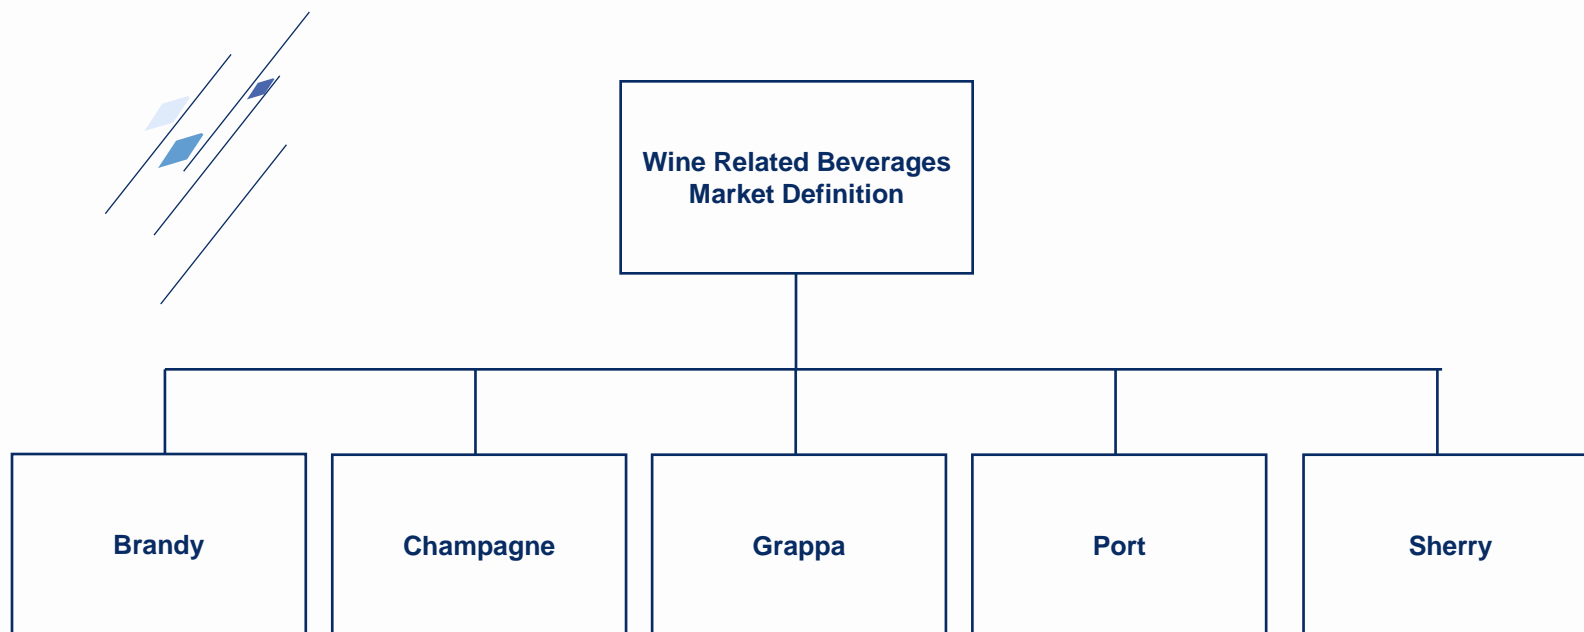 Wine Related Beverages
Market Definition
Brandy
Champagne
Grappa
Port
Sherry